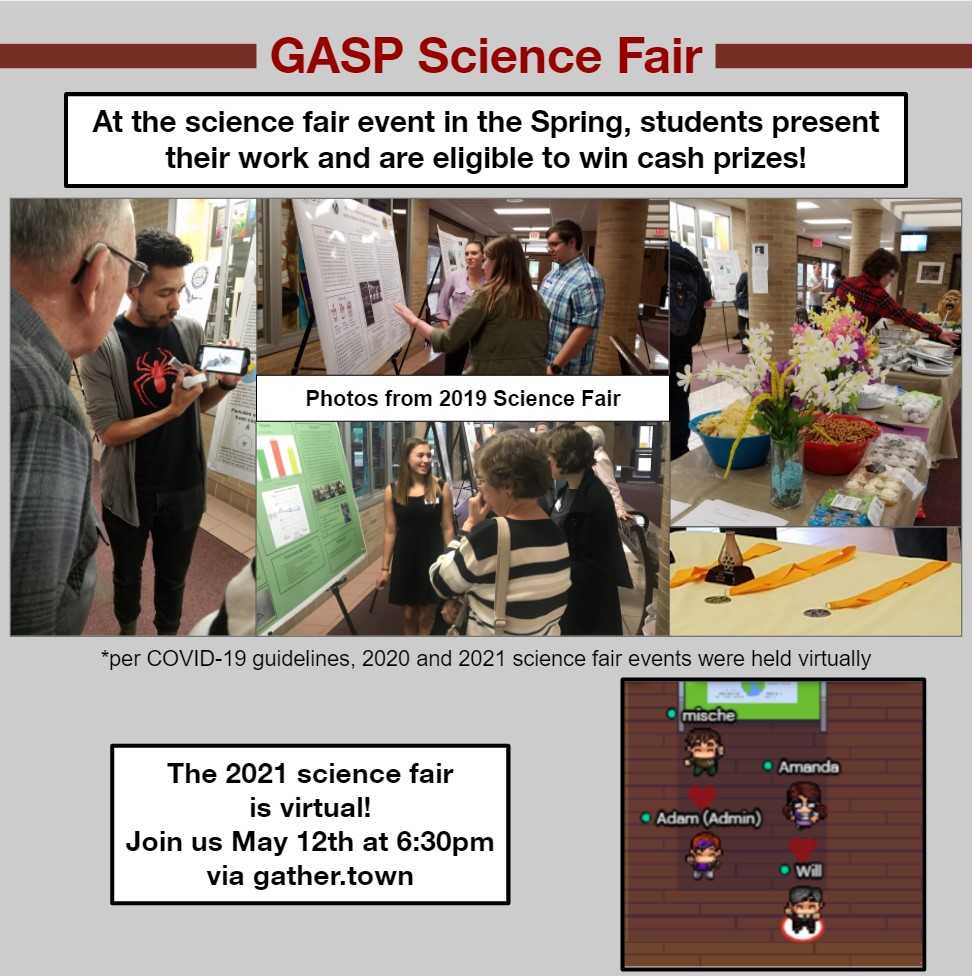 GASP Science Fair
At the science fair event in the Spring, students present
their work and are eligible to win cash prizes!
Photos from 2019 Science Fair
*per COVID-19 guidelines, 2020 and 2021 science fair events were held virtually
The 2021 science fair
is virtual!
Join us May 12th at 6:30pm
via gather.town
mische
Amanda
Adam (Admin)
Will